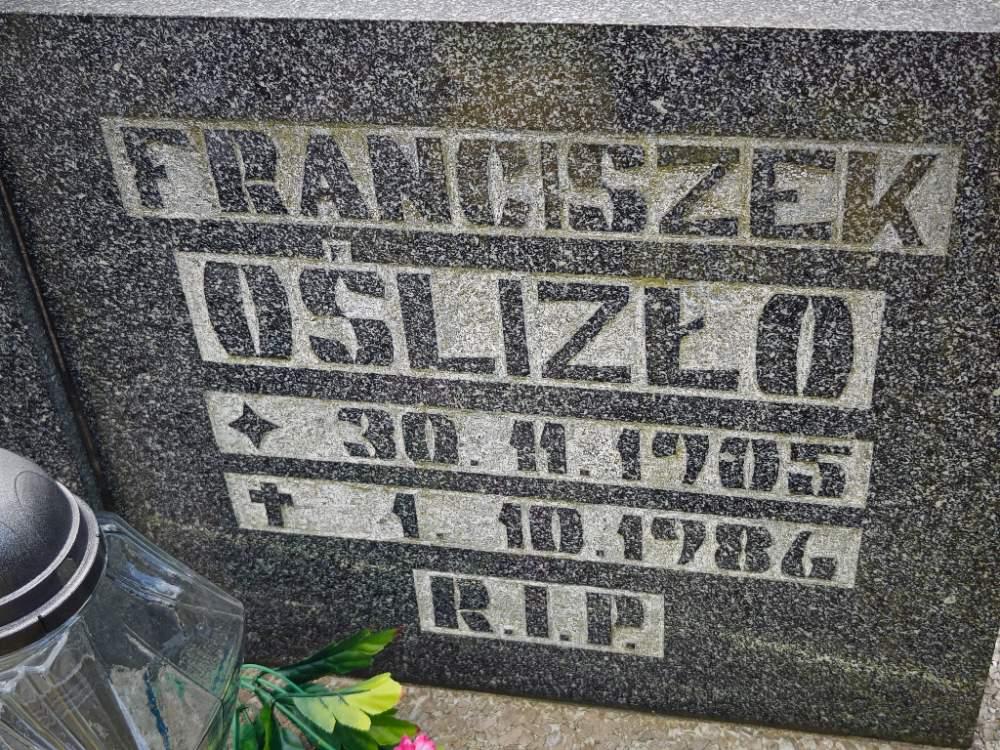 FRANCISZEK
OŚLIZŁO
✦ 30.11.1905
✝ 1.10.1986
R.I.P.